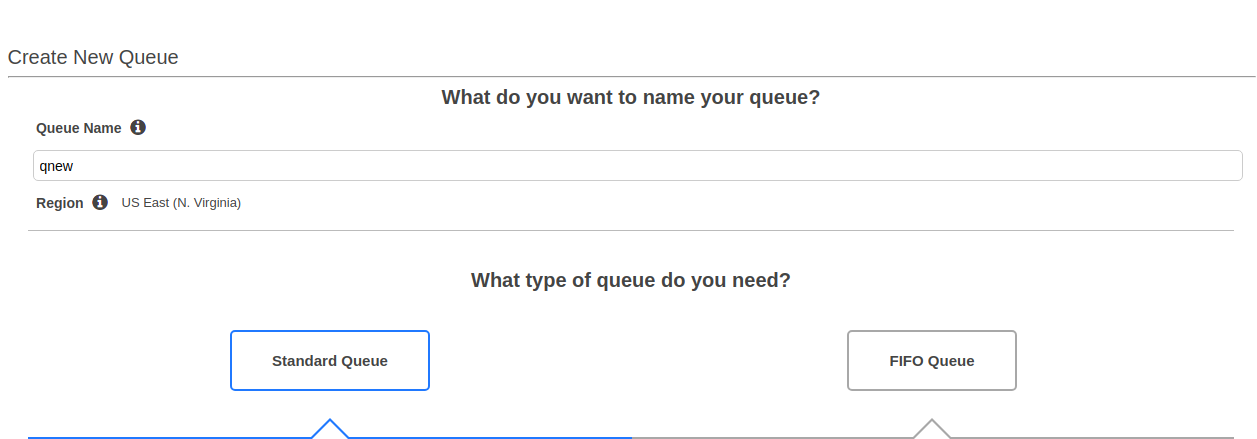 Create New Queue
What do you want to name your queue?
Queue Name
qnew
Region US East (N. Virginia)
What type of queue do you need?
Standard Queue FIFO Queue